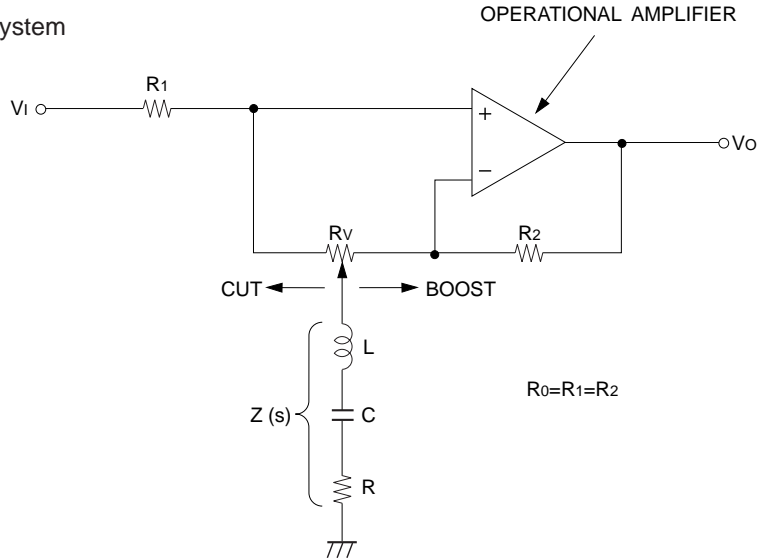 ystem
OPERATIONAL AMPLIFIER
R1
VI
+
−
VO
RV
R2
CUT
BOOST
L
Z (s)
C
R
R0=R1=R2